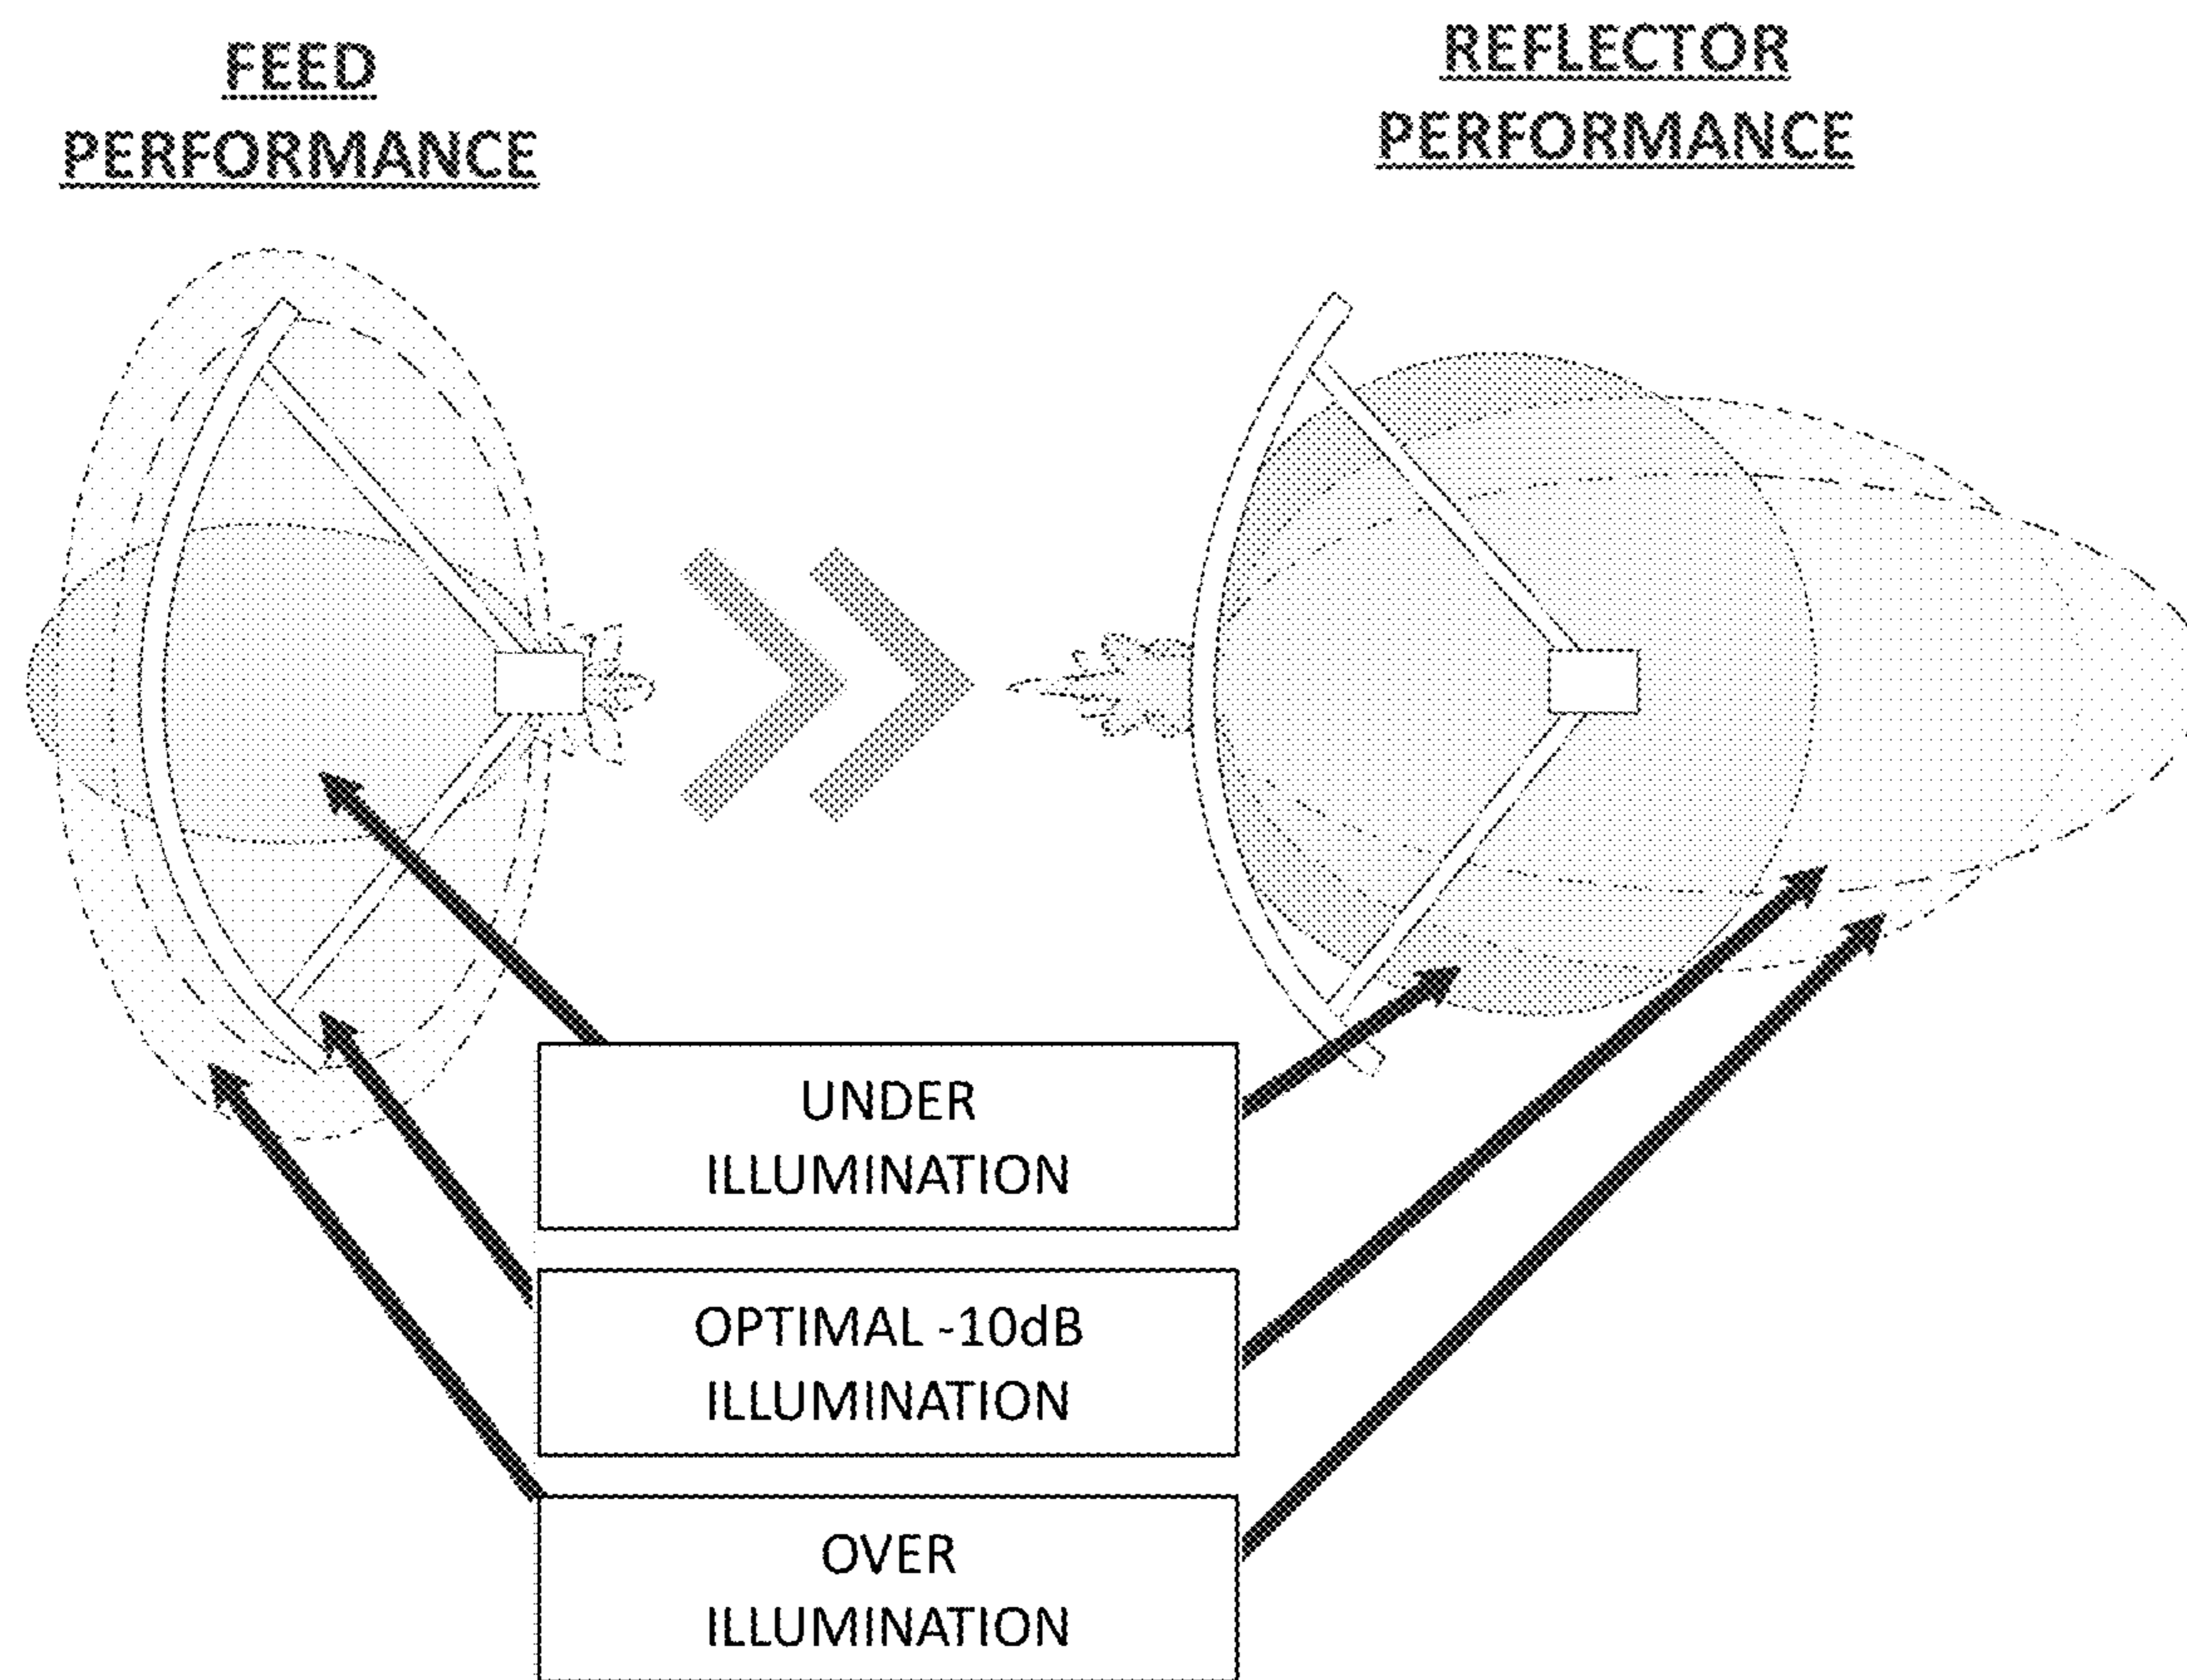 FEED
PERFORMANCE
REFLECTOR
PERFORMANCE
UNDER
ILLUMINATION
OPTIMAL -10dB
ILLUMINATION
OVER
ILLUMINATION